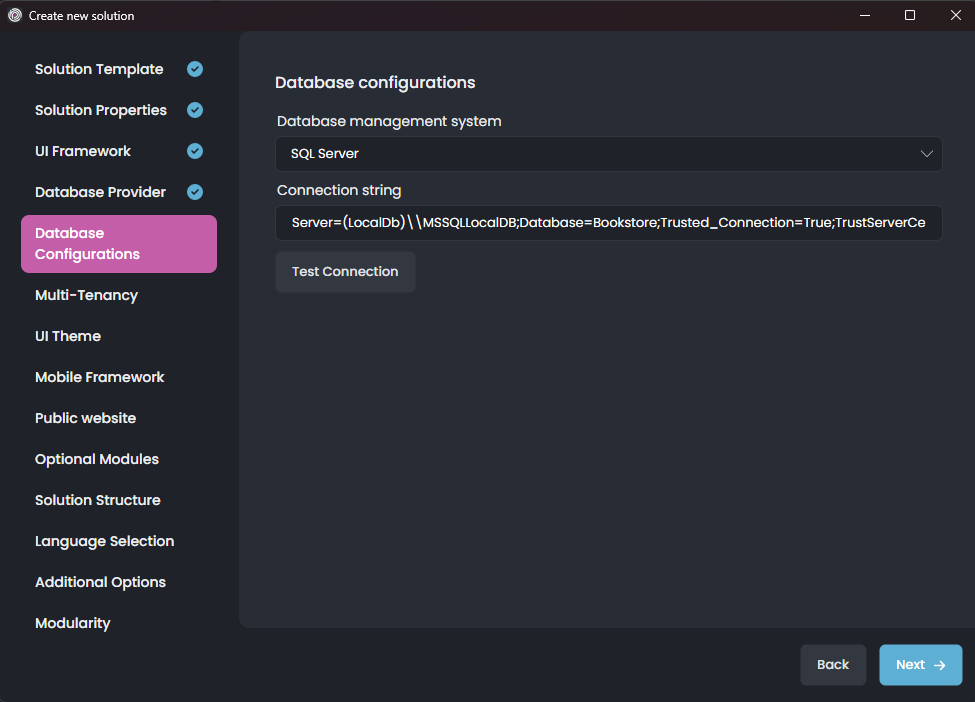 Create new solution
Solution Template
Solution Properties
UI Framework
Database Provider
Database
Configurations
Multi-Tenancy
UI Theme
Mobile Framework
Public website
Optional Modules
Solution Structure
Language Selection
Additional Options
Modularity
Database configurations
Database management system
SQL Server
Connection string
Server=(LocalDb)\\MSSQLLocalDB;Database=Bookstore;Trusted_Connection=True;TrustServerCe
Test Connection
Back
Next →